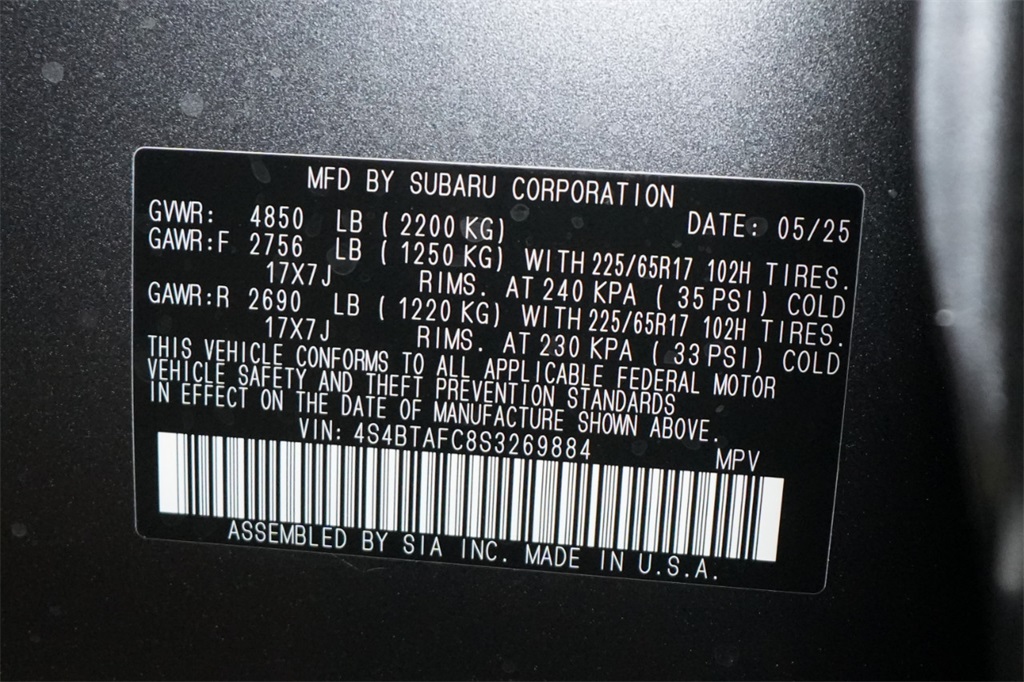 MFD BY SUBARU CORPORATION
GVWR: 4850 LB ( 2200 KG) DATE: 05/25
GAWR:F 2756 LB ( 1250 KG) WITH 225/65R17 102H TIRES.
17X7J RIMS. AT 240 KPA ( 35 PSI) COLD
GAWR:R 2690 LB ( 1220 KG) WITH 225/65R17 102H TIRES.
17X7J RIMS. AT 230 KPA ( 33 PSI) COLD
THIS VEHICLE CONFORMS TO ALL APPLICABLE FEDERAL MOTOR
VEHICLE SAFETY AND THEFT PREVENTION STANDARDS
IN EFFECT ON THE DATE OF MANUFACTURE SHOWN ABOVE.
VIN: 4S4BTAFC8S3269884 MPV
ASSEMBLED BY SIA INC. MADE IN U.S.A.